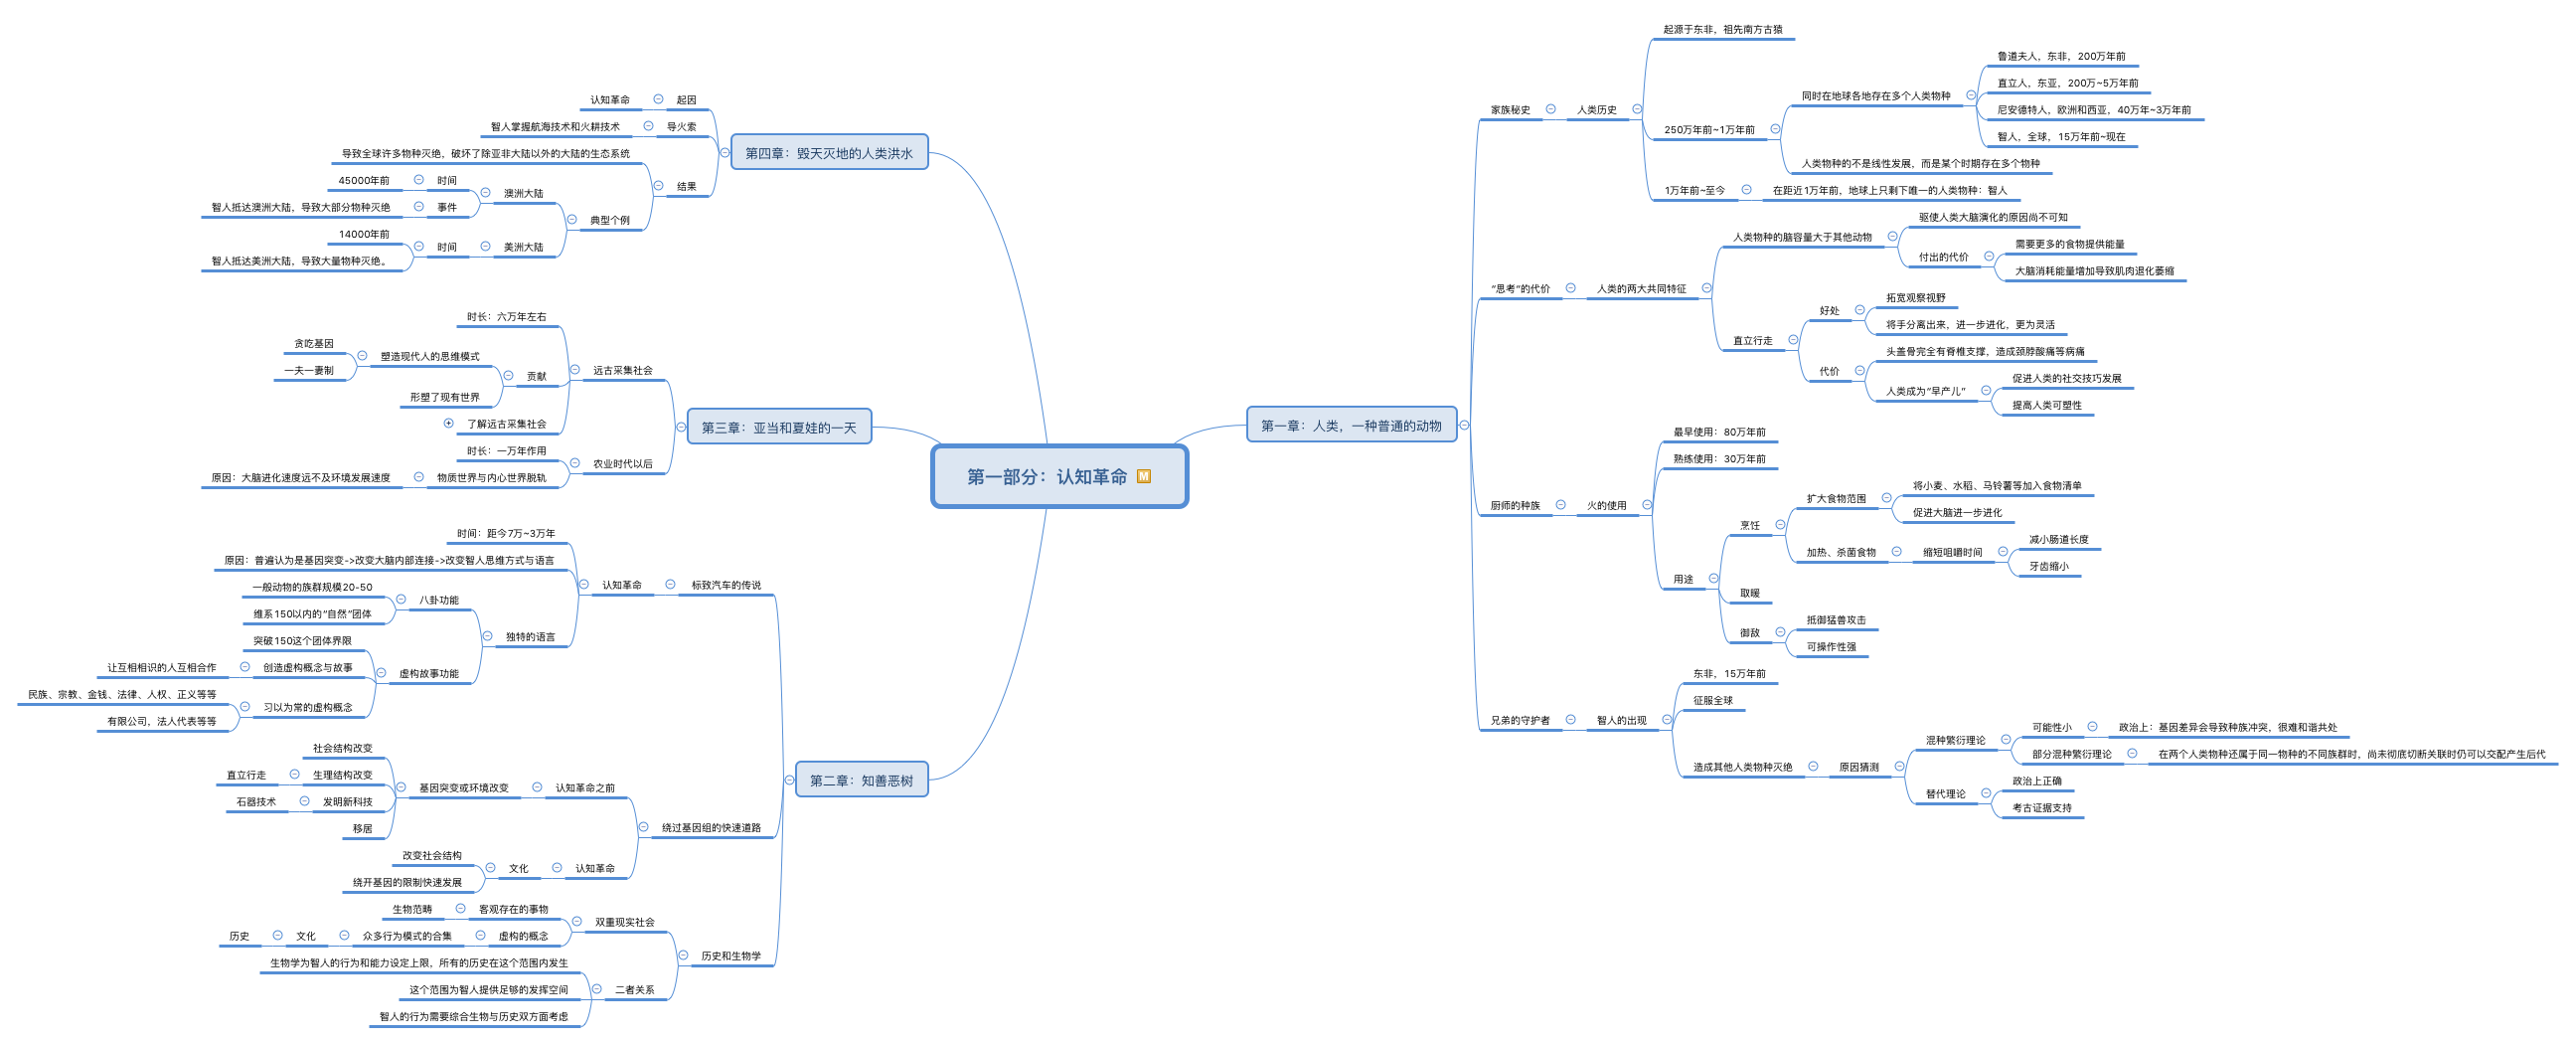 第一部分：认知革命
第一章：人类，一种普通的动物
家族秘史
人类历史
起源于东非，祖先南方古猿
250万年前~1万年前
同时在地球各地存在多个人类物种
鲁道夫人，东非，200万年前
直立人，东亚，200万~5万年前
尼安德特人，欧洲和西亚，40万年~3万年前
智人，全球，15万年前~现在
人类物种的不是线性发展，而是某个时期存在多个物种
1万年前~至今
在距近1万年前，地球上只剩下唯一的人类物种：智人
“思考”的代价
人类的两大共同特征
人类物种的脑容量大于其他动物
驱使人类大脑演化的原因尚不可知
付出的代价
需要更多的食物提供能量
大脑消耗能量增加导致肌肉退化萎缩
直立行走
好处
拓宽观察视野
将手分离出来，进一步进化，更为灵活
代价
头盖骨完全有脊椎支撑，造成颈脖酸痛等病痛
人类成为“早产儿”
促进人类的社交技巧发展
提高人类可塑性
厨师的种族
火的使用
最早使用：80万年前
熟练使用：30万年前
用途
烹饪
扩大食物范围
将小麦、水稻、马铃薯等加入食物清单
促进大脑进一步进化
加热、杀菌食物
缩短咀嚼时间
减小肠道长度
牙齿缩小
取暖
御敌
抵御猛兽攻击
可操作性强
兄弟的守护者
智人的出现
东非，15万年前
征服全球
造成其他人类物种灭绝
原因猜测
混种繁衍理论
可能性小
政治上：基因差异会导致种族冲突，很难和谐共处
部分混种繁衍理论
在两个人类物种还属于同一物种的不同族群时，尚未彻底切断关联时仍可以交配产生后代
替代理论
政治上正确
考古证据支持
第二章：知善恶树
标致汽车的传说
认知革命
时间：距今7万~3万年
原因：普遍认为是基因突变->改变大脑内部连接->改变智人思维方式与语言
独特的语言
八卦功能
一般动物的族群规模20-50
维系150以内的“自然”团体
虚构故事功能
突破150这个团体界限
创造虚构概念与故事
让互相相识的人互相合作
习以为常的虚构概念
民族、宗教、金钱、法律、人权、正义等等
有限公司，法人代表等等
绕过基因组的快速道路
认知革命之前
基因突变或环境改变
社会结构改变
生理结构改变
直立行走
发明新科技
石器技术
移居
认知革命
文化
改变社会结构
绕开基因的限制快速发展
历史和生物学
双重现实社会
客观存在的事物
生物范畴
虚构的概念
众多行为模式的合集
文化
历史
二者关系
生物学为智人的行为和能力设定上限，所有的历史在这个范围内发生
这个范围为智人提供足够的发挥空间
智人的行为需要综合生物与历史双方面考虑
第三章：亚当和夏娃的一天
远古采集社会
时长：六万年左右
贡献
塑造现代人的思维模式
贪吃基因
一夫一妻制
形塑了现有世界
了解远古采集社会
农业时代以后
时长：一万年作用
物质世界与内心世界脱轨
原因：大脑进化速度远不及环境发展速度
第四章：毁天灭地的人类洪水
起因
认知革命
导火索
智人掌握航海技术和火耕技术
结果
导致全球许多物种灭绝，破坏了除亚非大陆以外的大陆的生态系统
典型个例
澳洲大陆
时间
45000年前
事件
智人抵达澳洲大陆，导致大部分物种灭绝
美洲大陆
时间
14000年前
智人抵达美洲大陆，导致大量物种灭绝。